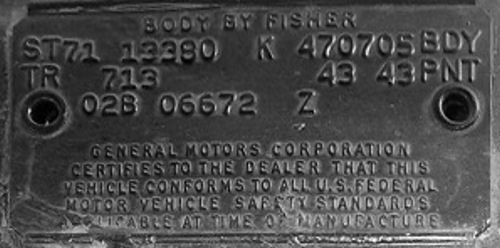 BODY BY FISHER
ST71 13380 K 470705 BDY
TR 713 43 43 PNT
02B 06672 Z
GENERAL MOTORS CORPORATION
CERTIFIES TO THE DEALER THAT THIS
VEHICLE CONFORMS TO ALL U.S. FEDERAL
MOTOR VEHICLE SAFETY STANDARDS
APPLICABLE AT TIME OF MANUFACTURE